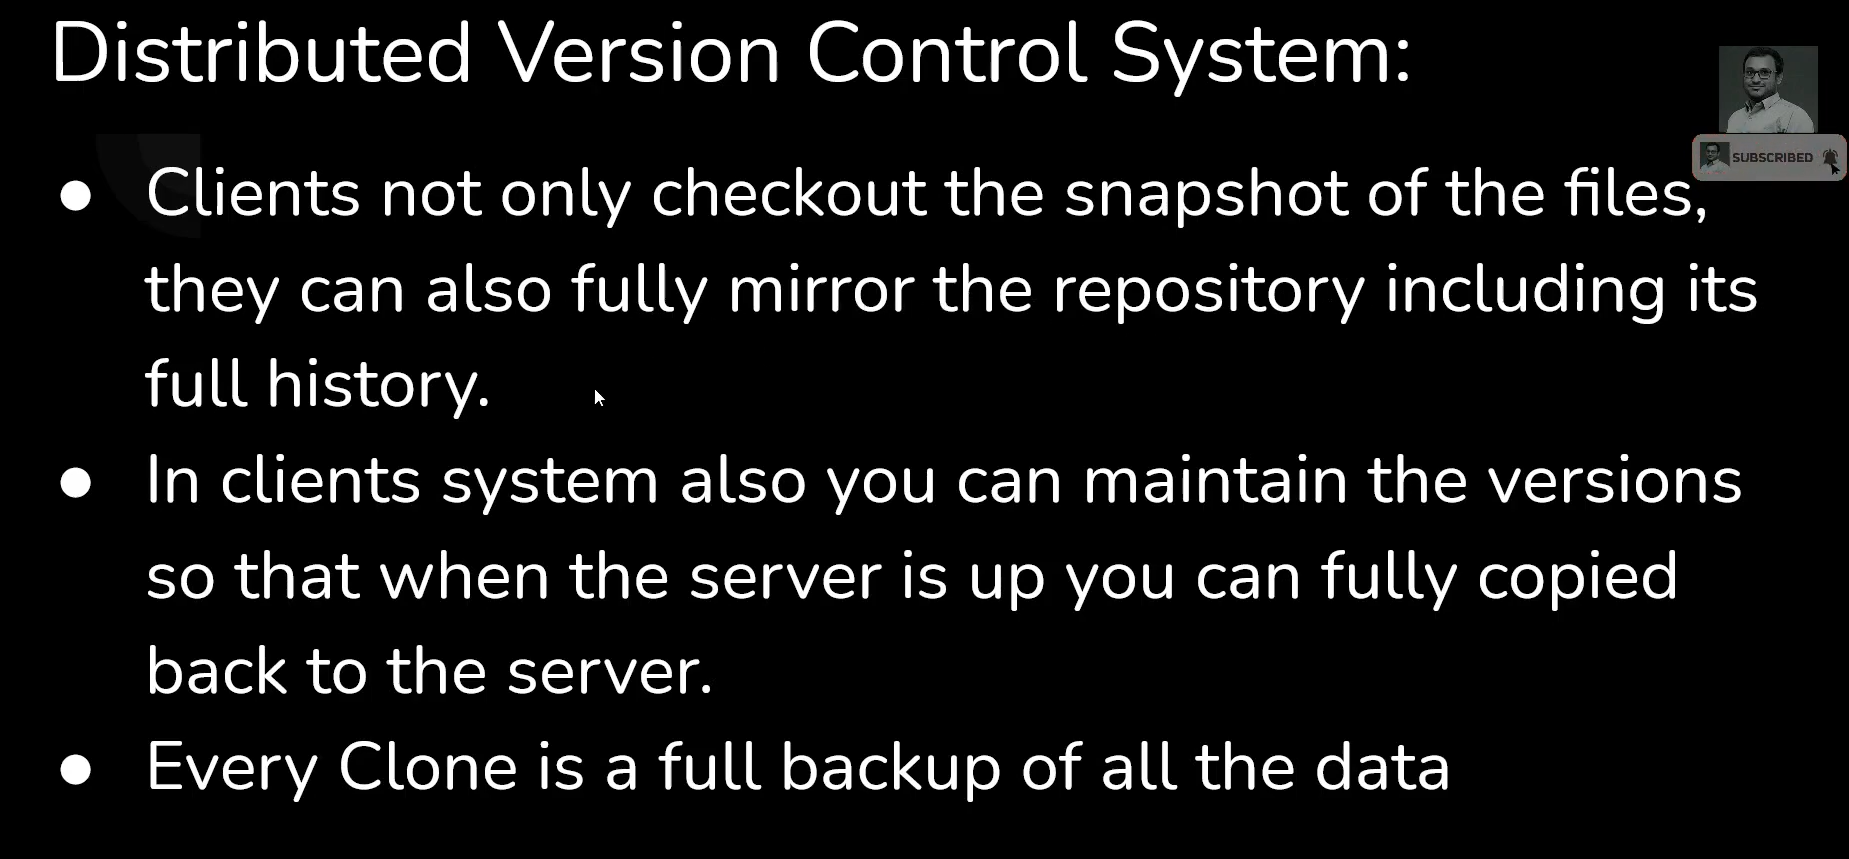 Distributed Version Control System:
SUBSCRIBED
● Clients not only checkout the snapshot of the files,
they can also fully mirror the repository including its
full history.
● In clients system also you can maintain the versions
so that when the server is up you can fully copied
back to the server.
● Every Clone is a full backup of all the data